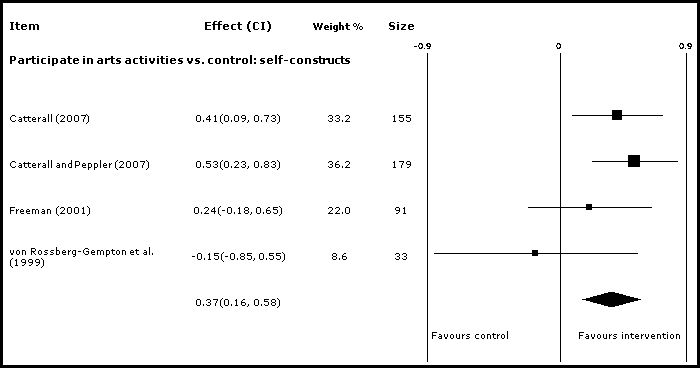 Item Effect (CI) Weight % Size
-0.9 0 0.9
Participate in arts activities vs. control: self-constructs
Catterall (2007) 0.41(0.09, 0.73) 33.2 155
Catterall and Peppler (2007) 0.53(0.23, 0.83) 36.2 179
Freeman (2001) 0.24(-0.18, 0.65) 22.0 91
von Rossberg-Gempton et al.
(1999) -0.15(-0.85, 0.55) 8.6 33
0.37(0.16, 0.58)
Favours control Favours intervention